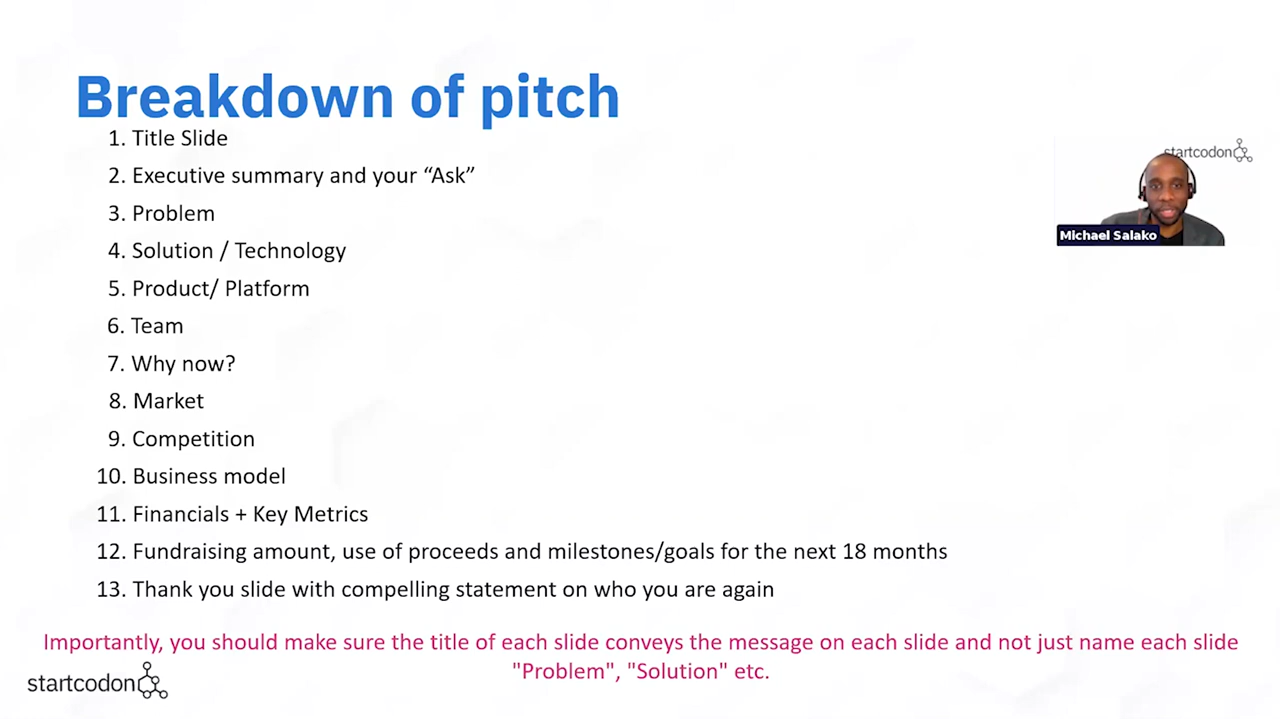 Breakdown of pitch
1. Title Slide
2. Executive summary and your “Ask”
3. Problem
4. Solution / Technology
5. Product/ Platform
6. Team
7. Why now?
8. Market
9. Competition
10. Business model
11. Financials + Key Metrics
12. Fundraising amount, use of proceeds and milestones/goals for the next 18 months
13. Thank you slide with compelling statement on who you are again
startcodon
Michael Salako
Importantly, you should make sure the title of each slide conveys the message on each slide and not just name each slide
"Problem", "Solution" etc.
startcodon